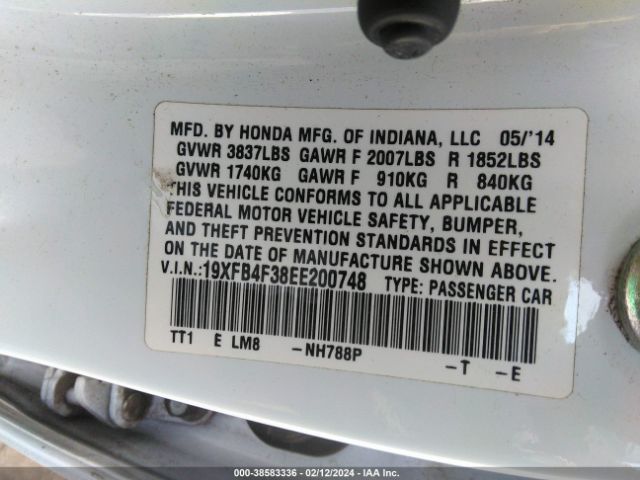 MFD. BY HONDA MFG. OF INDIANA, LLC 05/'14
GVWR 3837LBS GAWR F 2007LBS R 1852LBS
GVWR 1740KG GAWR F 910KG R 840KG
THIS VEHICLE CONFORMS TO ALL APPLICABLE
FEDERAL MOTOR VEHICLE SAFETY, BUMPER,
AND THEFT PREVENTION STANDARDS IN EFFECT
ON THE DATE OF MANUFACTURE SHOWN ABOVE.
V.I.N.:19XFB4F38EE200748 TYPE: PASSENGER CAR
TT1 E LM8 -NH788P -T -E
000-38583336 - 02/12/2024 - IAA Inc.